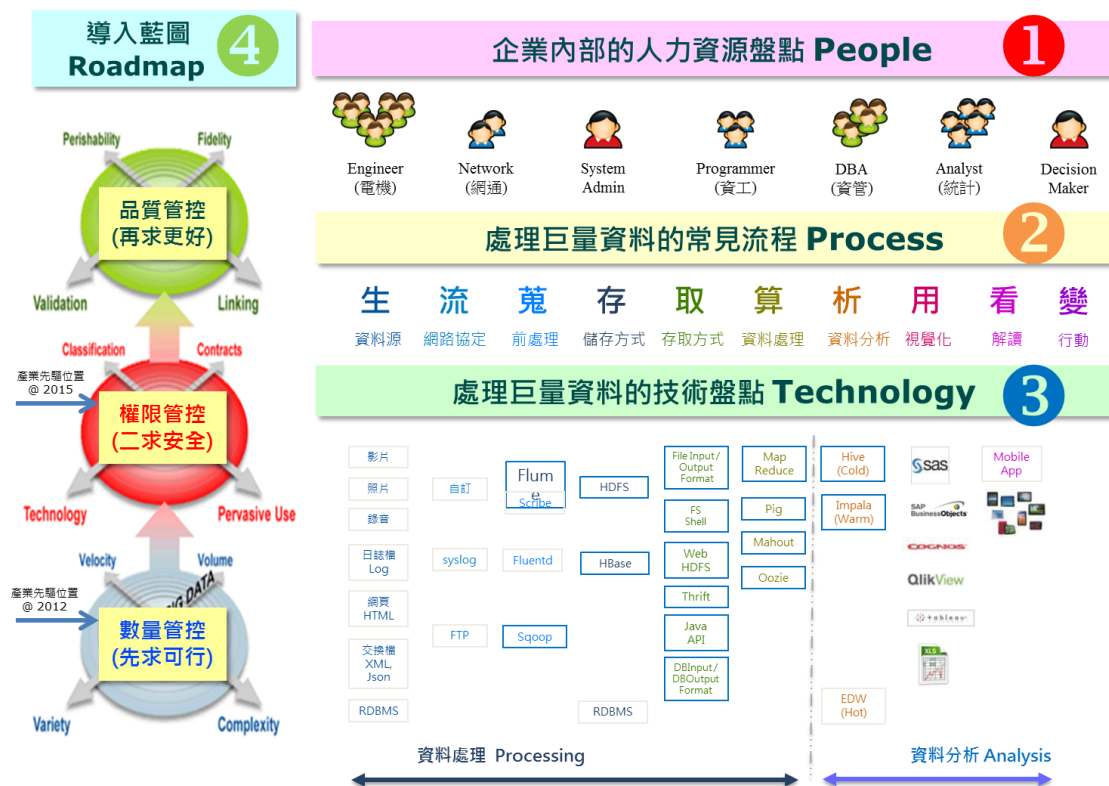 導入藍圖
Roadmap
4
Perishability
Fidelity
品質管控
(再求更好)
Validation
Linking
Classification
Contracts
產業先驅位置
@ 2015
權限管控
(二求安全)
Technology
Pervasive Use
Velocity
Volume
BIG DATA
產業先驅位置
@ 2012
數量管控
(先求可行)
Variety
Complexity
企業內部的人力資源盤點 People
1
Engineer
(電機)
Network
(網通)
System
Admin
Programmer
(資工)
DBA
(資管)
Analyst
(統計)
Decision
Maker
處理巨量資料的常見流程 Process
2
生 流 蒐 存 取 算 析 用 看 變
資料源 網路協定 前處理 儲存方式 存取方式 資料處理 資料分析 視覺化 解讀 行動
處理巨量資料的技術盤點 Technology
3
影片
照片
錄音
日誌檔
Log
網頁
HTML
交換檔
XML,
Json
RDBMS
自訂
syslog
FTP
Flum
e
Scribe
Fluentd
Sqoop
HDFS
HBase
RDBMS
File Input/
Output
Format
FS
Shell
Web
HDFS
Thrift
Java
API
DBInput/
DBOutput
Format
Map
Reduce
Pig
Mahout
Oozie
Hive
(Cold)
Impala
(Warm)
EDW
(Hot)
sas
SAP
BusinessObjects
COGNOS
QlikView
tableau
XLS
Mobile
App
資料處理 Processing
資料分析 Analysis